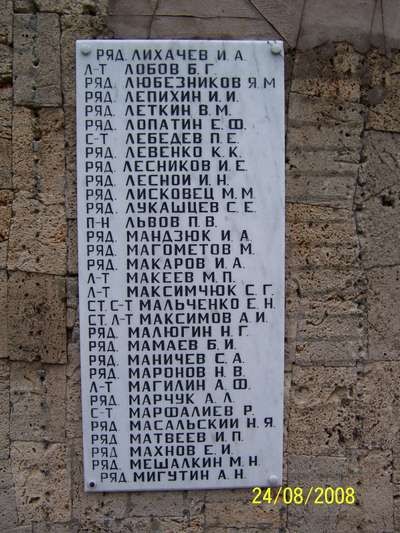 РЯД. ЛИХАЧЕВ И. А.
Л-Т ЛОБОВ Б. Г.
РЯД. ЛЮБЕЗНИКОВ Я. М
РЯД. ЛЕПИХИН И. И.
РЯД. ЛЕТКИН В. М.
РЯД. ЛОПАТИН Е. Ф.
С-Т ЛЕБЕДЕВ П. Е.
РЯД. ЛЕВЕНКО К. К.
РЯД. ЛЕСНИКОВ И. Е.
РЯД. ЛЕСНОЙ И. Н.
РЯД. ЛИСКОВЕЦ М. М.
РЯД. ЛУКАШЦЕВ С. Е.
П-Н ЛЬВОВ П. В.
РЯД. МАНДЗЮК И. А.
РЯД. МАГОМЕТОВ М.
РЯД. МАКАРОВ И. А.
Л-Т МАКЕЕВ М. П.
Л-Т МАКСИМЧЮК С. Г.
СТ. С-Т МАЛЬЧЕНКО Е. Н.
СТ. Л-Т МАКСИМОВ А. И.
РЯД. МАЛЮГИН Н. Г.
РЯД. МАМАЕВ Б. И.
РЯД. МАНИЧЕВ С. А.
РЯД. МАРОНОВ Н. В.
Л-Т МАГИЛИН А. Ф.
РЯД. МАРЧУК А. Л.
С-Т МАРФАЛИЕВ Р.
РЯД. МАСАЛЬСКИЙ Н. Я.
РЯД. МАТВЕЕВ И. П.
РЯД. МАХНОВ Е. И.
РЯД. МЕШАЛКИН М. Н.
РЯД. МИГУТИН А. Н.
24/08/2008